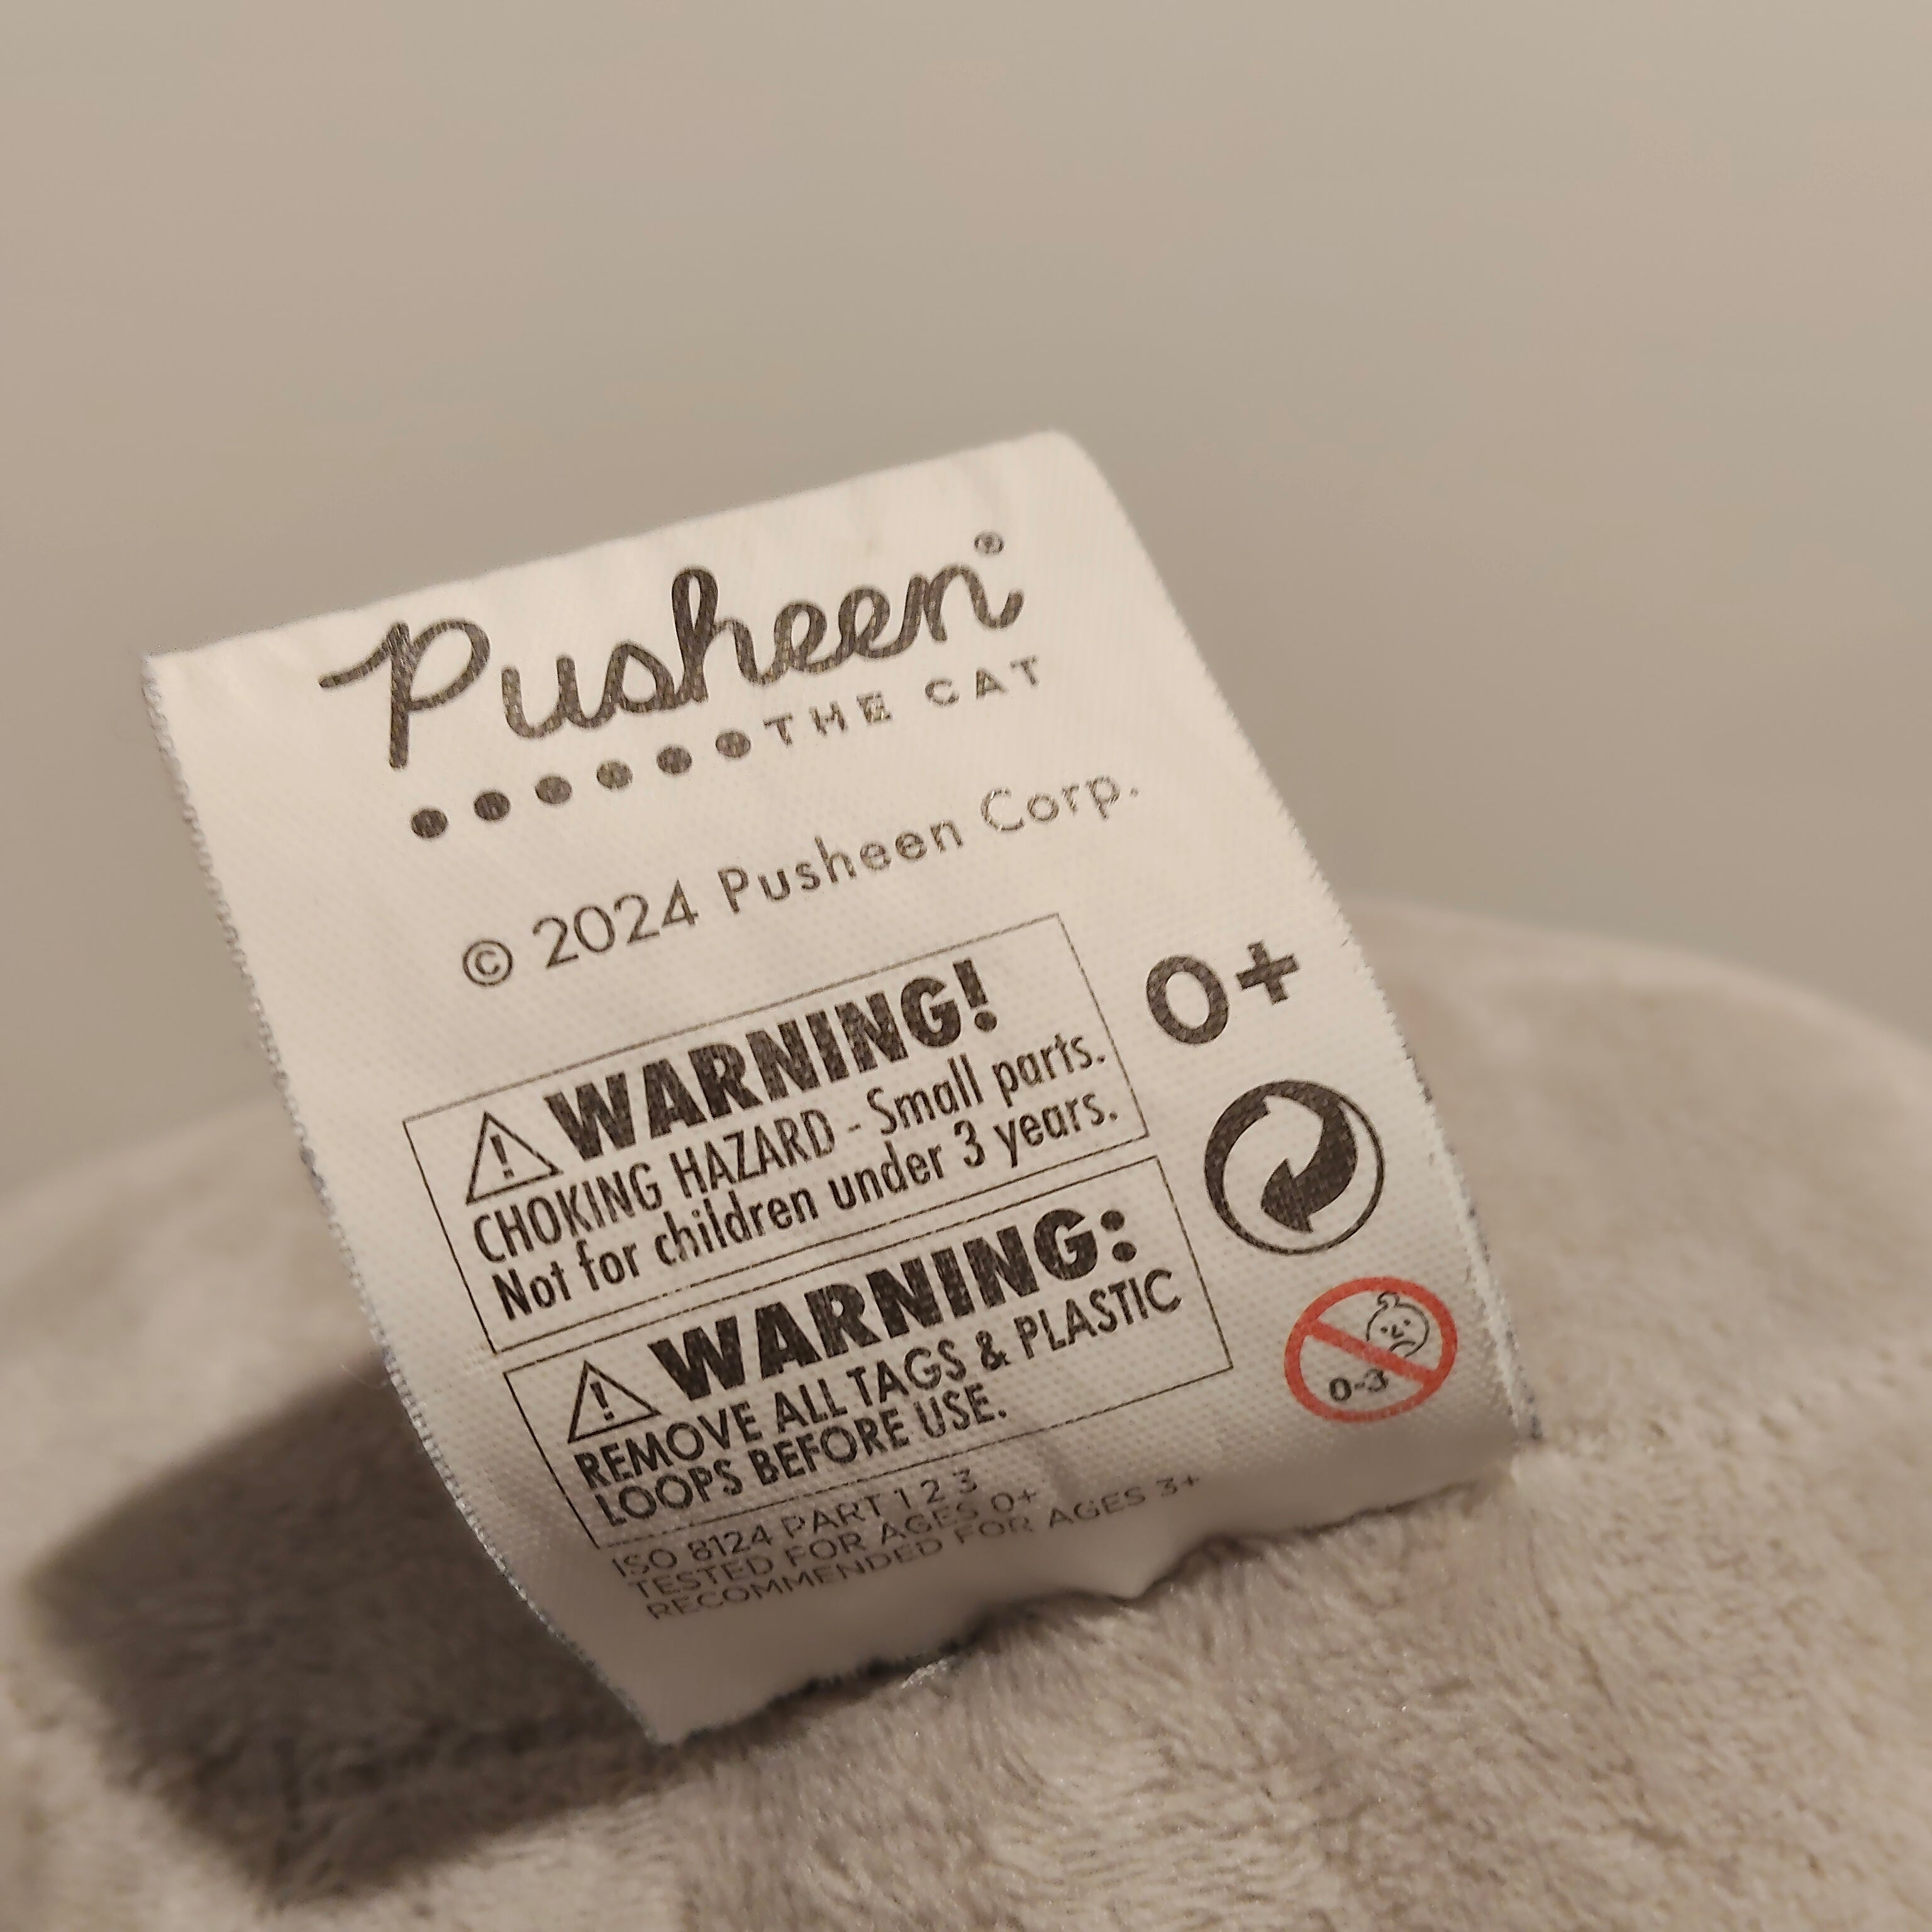 Pusheen®
THE CAT
© 2024 Pusheen Corp.
WARNING!
CHOKING HAZARD - Small parts.
Not for children under 3 years.
0+
WARNING:
REMOVE ALL TAGS & PLASTIC
LOOPS BEFORE USE.
0-3
ISO 8124 PART 1 2 3
TESTED FOR AGES 0+
RECOMMENDED FOR AGES 3+